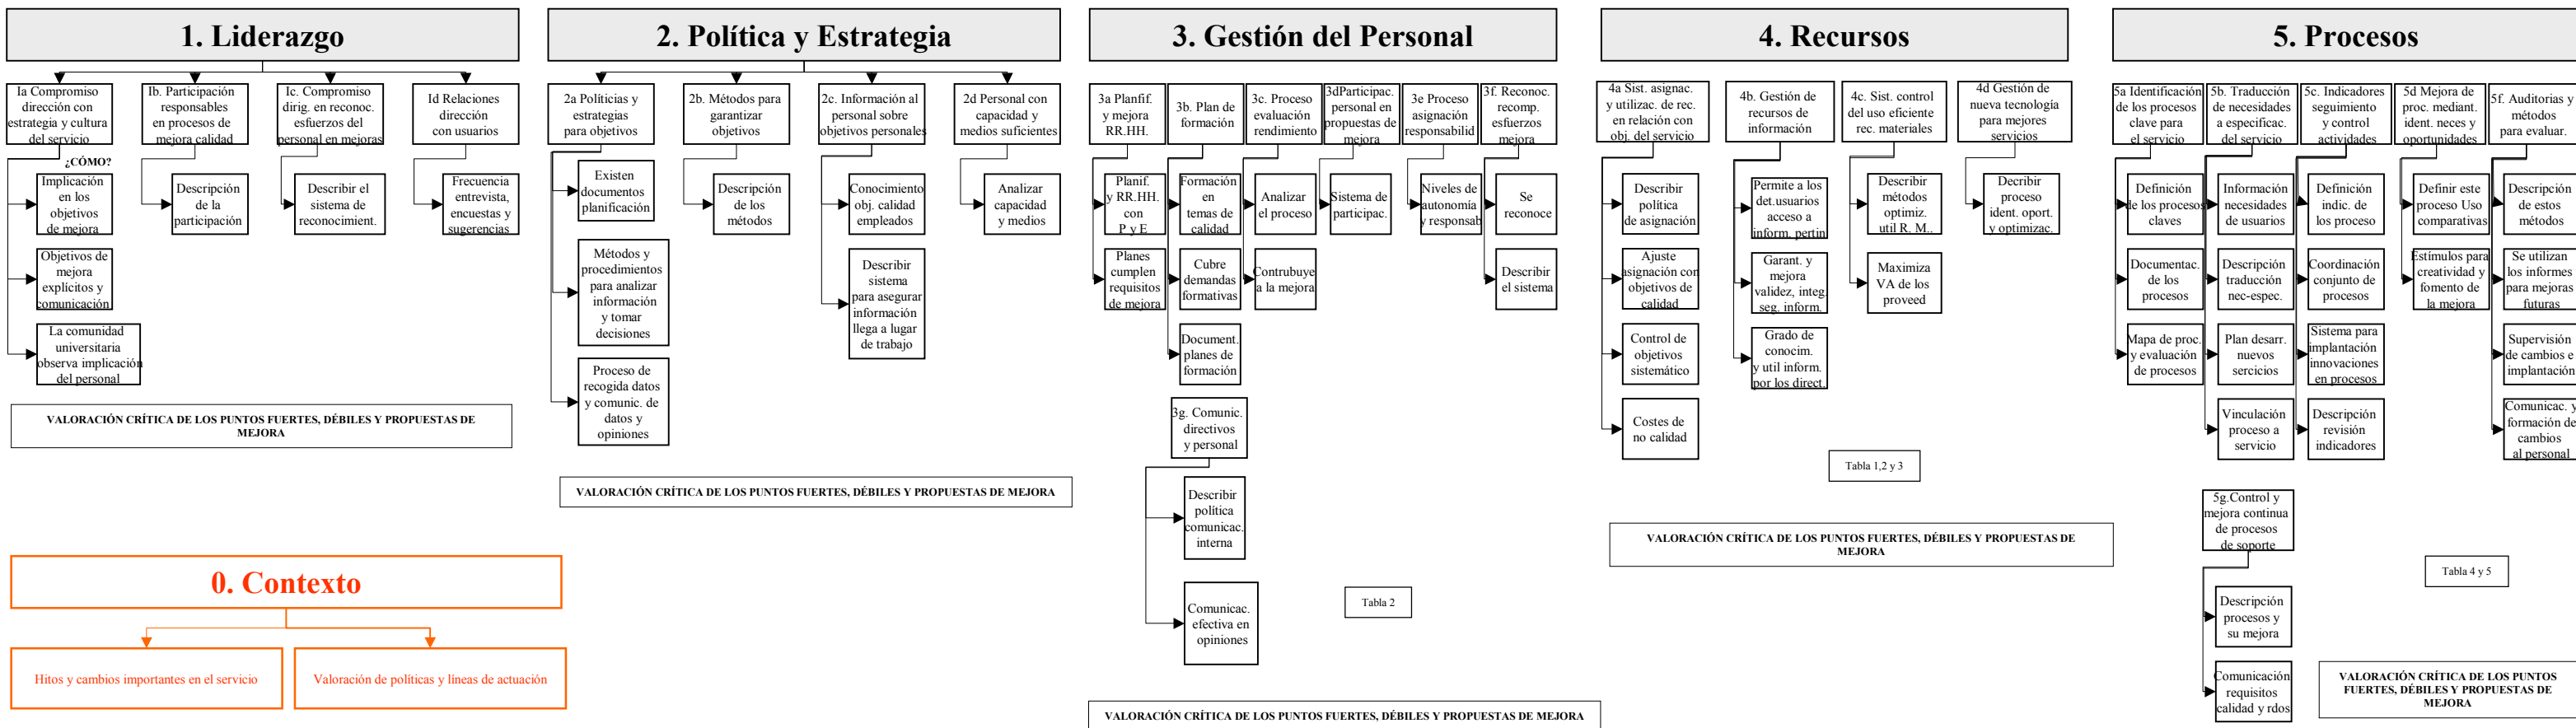 1. Liderazgo
Ia Compromiso
dirección con
estrategia y cultura
del servicio
Ib. Participación
responsables
en procesos de
mejora calidad
Ic. Compromiso
dirig. en reconoc.
esfuerzos del
personal en mejoras
Id Relaciones
dirección
con usuarios
¿CÓMO?
Implicación
en los
objetivos
de mejora
Objetivos de
mejora
explícitos y
comunicación
La comunidad
universitaria
observa implicación
del personal
Descripción
de la
participación
Describir el
sistema de
reconocimient.
Frecuencia
entrevista,
encuestas y
sugerencias
VALORACIÓN CRÍTICA DE LOS PUNTOS FUERTES, DÉBILES Y PROPUESTAS DE
MEJORA
2. Política y Estrategia
2a Políticias y
estrategias
para objetivos
2b. Métodos para
garantizar
objetivos
2c. Información al
personal sobre
objetivos personales
2d Personal con
capacidad y
medios suficientes
Existen
documentos
planificación
Métodos y
procedimientos
para analizar
información
y tomar
decisiones
Proceso de
recogida datos
y comunic. de
datos y
opiniones
Descripción
de los
métodos
Conocimiento
obj. calidad
empleados
Describir
sistema
para asegurar
información
llega a lugar
de trabajo
Analizar
capacidad
y medios
VALORACIÓN CRÍTICA DE LOS PUNTOS FUERTES, DÉBILES Y PROPUESTAS DE MEJORA
3. Gestión del Personal
3a Planfif.
y mejora
RR.HH.
3b. Plan de
formación
3c. Proceso
evaluación
rendimiento
3dParticipac.
personal en
propuestas de
mejora
3e Proceso
asignación
responsabilid
3f. Reconoc.
recomp.
esfuerzos
mejora
Planif.
y RR.HH.
con
P y E
Planes
cumplen
requisitos
de mejora
Formación
en
temas de
calidad
Cubre
demandas
formativas
Document.
planes de
formación
Analizar
el proceso
Contrubuye
a la mejora
Sistema de
participac.
Niveles de
autonomía
y responsab
Se
reconoce
Describir
el sistema
3g. Comunic.
directivos
y personal
Describir
política
comunicac.
interna
Comunicac.
efectiva en
opiniones
Tabla 2
VALORACIÓN CRÍTICA DE LOS PUNTOS FUERTES, DÉBILES Y PROPUESTAS DE MEJORA
4. Recursos
4a Sist. asignac.
y utilizac. de rec.
en relación con
obj. del servicio
4b. Gestión de
recursos de
información
4c. Sist. control
del uso eficiente
rec. materiales
4d Gestión de
nueva tecnología
para mejores
servicios
Describir
política
de asignación
Ajuste
asignación con
objetivos de
calidad
Control de
objetivos
sistemático
Costes de
no calidad
Permite a los
det.usuarios
acceso a
inform. pertin
Garant. y
mejora
validez, integ.
seg. inform.
Grado de
conocim.
y util inform.
por los direct.
Describir
métodos
optimiz.
util R. M..
Maximiza
VA de los
proveed
Decribir
proceso
ident. oport.
y optimizac.
Tabla 1,2 y 3
VALORACIÓN CRÍTICA DE LOS PUNTOS FUERTES, DÉBILES Y PROPUESTAS DE
MEJORA
5. Procesos
5a Identificación
de los procesos
clave para
el servicio
5b. Traducción
de necesidades
a especificac.
del servicio
5c. Indicadores
seguimiento
y control
actividades
5d Mejora de
proc. mediant.
ident. neces y
oportunidades
5f. Auditorias y
métodos
para evaluar.
Definición
de los procesos
claves
Documentac.
de los
procesos
Mapa de proc.
y evaluación
de procesos
Información
necesidades
de usuarios
Descripción
traducción
nec-espec.
Plan desarr.
nuevos
sercicios
Vinculación
proceso a
servicio
Definición
indic. de
los proceso
Coordinación
conjunto de
procesos
Sistema para
implantación
innovaciones
en procesos
Descripción
revisión
indicadores
Definir este
proceso Uso
comparativas
Estímulos para
creatividad y
fomento de
la mejora
Descripción
de estos
métodos
Se utilizan
los informes
para mejoras
futuras
Supervisión
de cambios e
implantación
Comunicac. y
formación de
cambios
al personal
5g.Control y
mejora continua
de procesos
de soporte
Descripción
procesos y
su mejora
Comunicación
requisitos
calidad y rdos
Tabla 4 y 5
VALORACIÓN CRÍTICA DE LOS PUNTOS
FUERTES, DÉBILES Y PROPUESTAS DE
MEJORA
0. Contexto
Hitos y cambios importantes en el servicio
Valoración de políticas y líneas de actuación